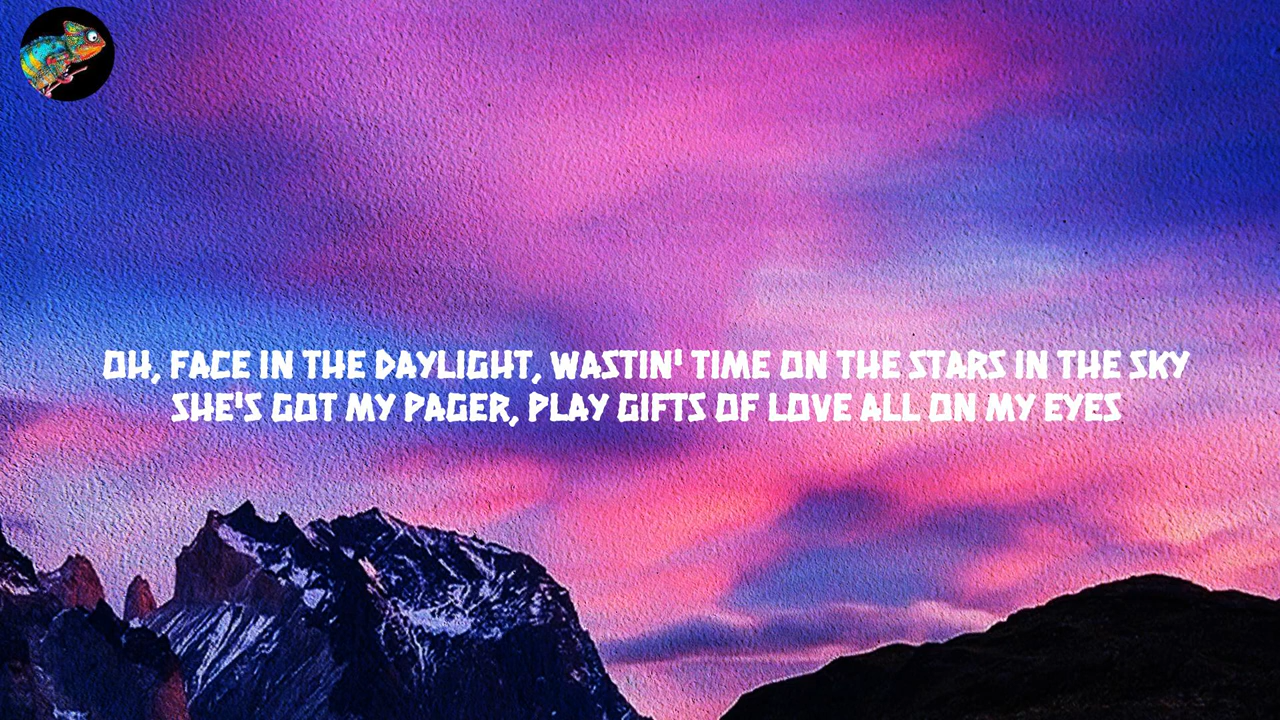 OH, FACE IN THE DAYLIGHT, WASTIN' TIME ON THE STARS IN THE SKY
SHE'S GOT MY PAGER, PLAY GIFTS OF LOVE ALL ON MY EYES